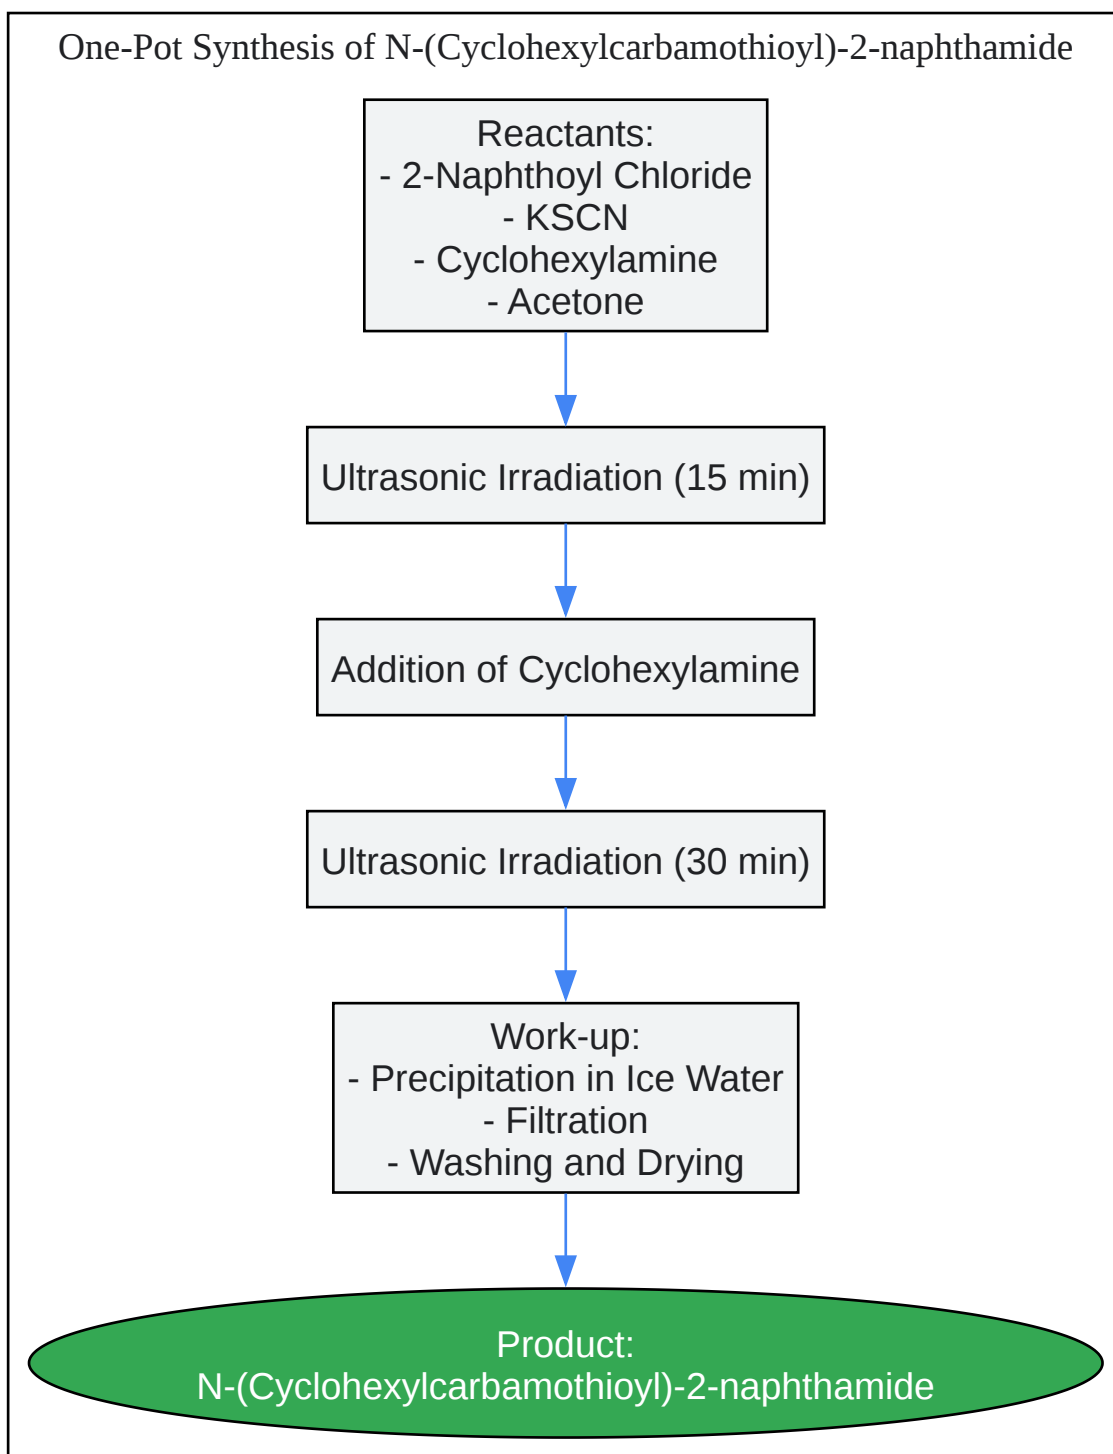 One-Pot Synthesis of N-(Cyclohexylcarbamothioyl)-2-naphthamide
Reactants:
- 2-Naphthoyl Chloride
- KSCN
- Cyclohexylamine
- Acetone
Ultrasonic Irradiation (15 min)
Addition of Cyclohexylamine
Ultrasonic Irradiation (30 min)
Work-up:
- Precipitation in Ice Water
- Filtration
- Washing and Drying
Product:
N-(Cyclohexylcarbamothioyl)-2-naphthamide